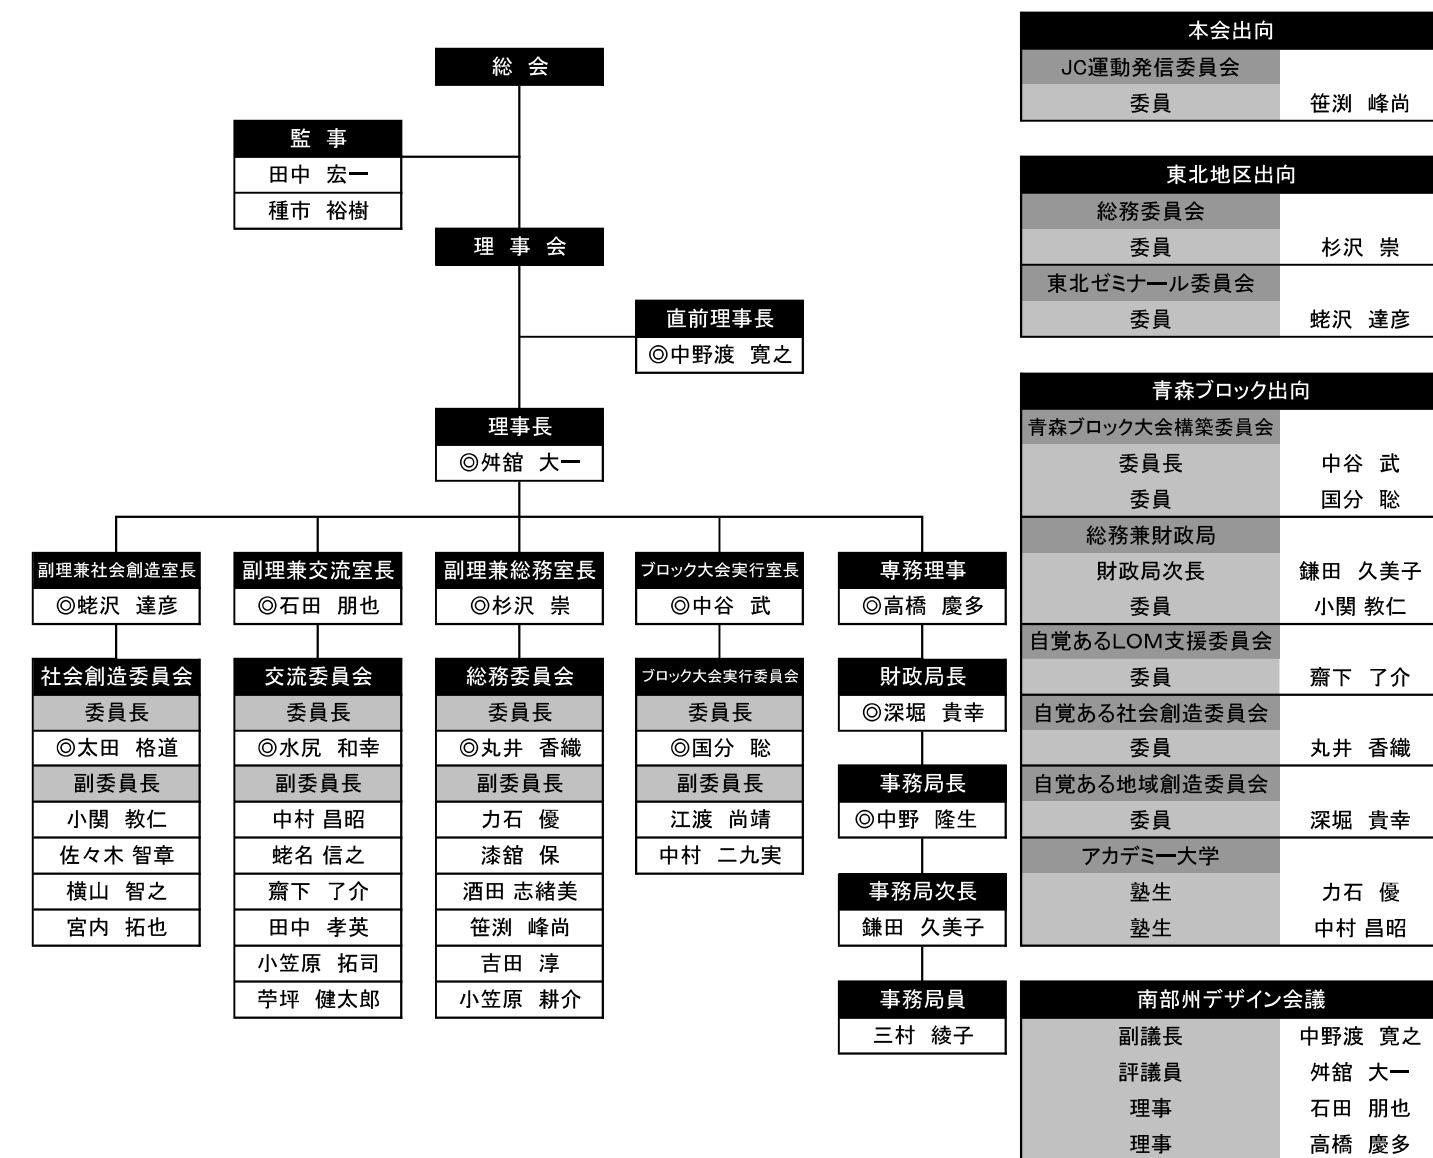 総 会
監 事
田中 宏一
種市 裕樹
理 事 会
直前理事長
◎中野渡 寛之
理事長
◎舛舘 大一
副理兼社会創造室長
◎蛯沢 達彦
社会創造委員会
委員長
◎太田 格道
副委員長
小関 教仁
佐々木 智章
横山 智之
宮内 拓也
副理兼交流室長
◎石田 朋也
交流委員会
委員長
◎水尻 和幸
副委員長
中村 昌昭
蛯名 信之
齋下 了介
田中 孝英
小笠原 拓司
苧坪 健太郎
副理兼総務室長
◎杉沢 崇
総務委員会
委員長
◎丸井 香織
副委員長
力石 優
漆舘 保
酒田 志緒美
笹渕 峰尚
吉田 淳
小笠原 耕介
ブロック大会実行室長
◎中谷 武
ブロック大会実行委員会
委員長
◎国分 聡
副委員長
江渡 尚靖
中村 二九実
専務理事
◎高橋 慶多
財政局長
◎深堀 貴幸
事務局長
◎中野 隆生
事務局次長
鎌田 久美子
事務局員
三村 綾子
本会出向
JC運動発信委員会
委員 笹渕 峰尚
東北地区出向
総務委員会
委員 杉沢 崇
東北ゼミナール委員会
委員 蛯沢 達彦
青森ブロック出向
青森ブロック大会構築委員会
委員長 中谷 武
委員 国分 聡
総務兼財政局
財政局次長 鎌田 久美子
委員 小関 教仁
自覚あるLOM支援委員会
委員 齋下 了介
自覚ある社会創造委員会
委員 丸井 香織
自覚ある地域創造委員会
委員 深堀 貴幸
アカデミー大学
塾生 力石 優
塾生 中村 昌昭
南部州デザイン会議
副議長 中野渡 寛之
評議員 舛舘 大一
理事 石田 朋也
理事 高橋 慶多